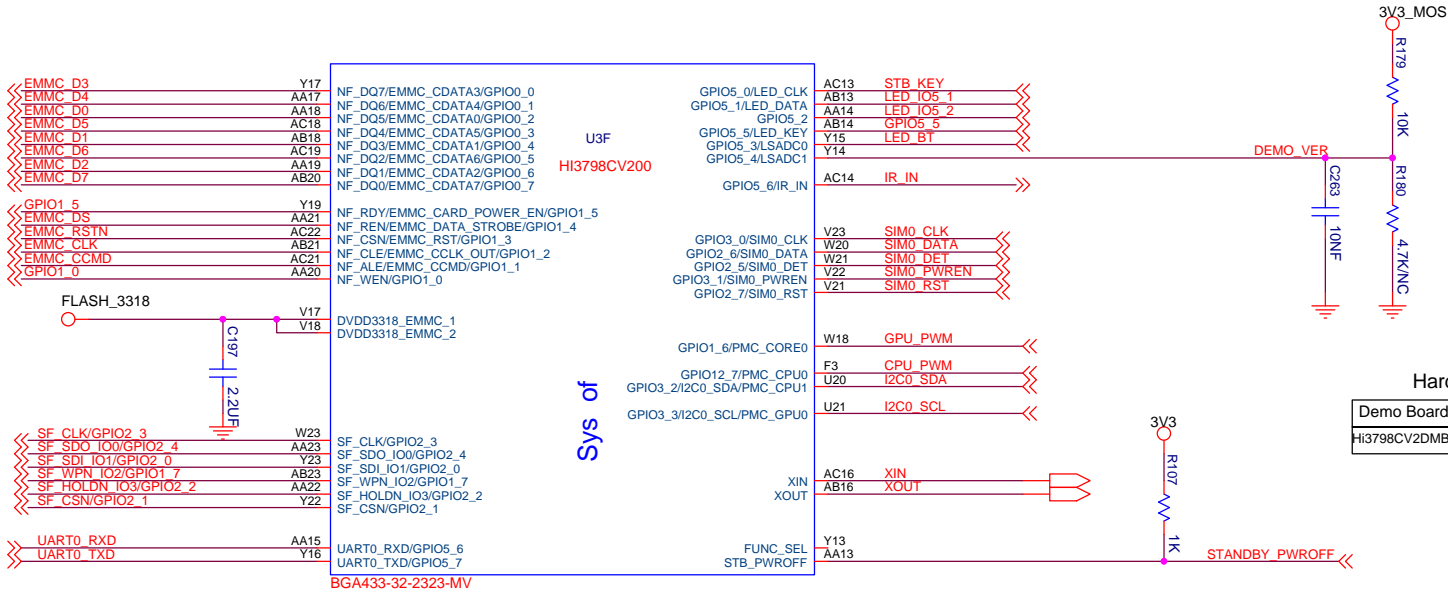 3V3_MOS
R179
10K
EMMC_D3 Y17 NF_DQ7/EMMC_CDATA3/GPIO0_0
EMMC_D4 AA17 NF_DQ6/EMMC_CDATA4/GPIO0_1
EMMC_D0 AA18 NF_DQ5/EMMC_CDATA0/GPIO0_2
EMMC_D5 AC18 NF_DQ4/EMMC_CDATA5/GPIO0_3
EMMC_D1 AB18 NF_DQ3/EMMC_CDATA1/GPIO0_4
EMMC_D6 AC19 NF_DQ2/EMMC_CDATA6/GPIO0_5
EMMC_D2 AA19 NF_DQ1/EMMC_CDATA2/GPIO0_6
EMMC_D7 AB20 NF_DQ0/EMMC_CDATA7/GPIO0_7
GPIO1_5 Y19 NF_RDY/EMMC_CARD_POWER_EN/GPIO1_5
EMMC_DS AA21 NF_REN/EMMC_DATA_STROBE/GPIO1_4
EMMC_RSTN AC22 NF_CSN/EMMC_RST/GPIO1_3
EMMC_CLK AB21 NF_CLE/EMMC_CCLK_OUT/GPIO1_2
EMMC_CCMD AC21 NF_ALE/EMMC_CCMD/GPIO1_1
GPIO1_0 AA20 NF_WEN/GPIO1_0
FLASH_3318
V17 DVDD3318_EMMC_1
V18 DVDD3318_EMMC_2
C197
2.2UF
SF_CLK/GPIO2_3 W23 SF_CLK/GPIO2_3
SF_SDO_IO0/GPIO2_4 AA23 SF_SDO_IO0/GPIO2_4
SF_SDI_IO1/GPIO2_0 Y23 SF_SDI_IO1/GPIO2_0
SF_WPN_IO2/GPIO1_7 AB23 SF_WPN_IO2/GPIO1_7
SF_HOLDN_IO3/GPIO2_2 AA22 SF_HOLDN_IO3/GPIO2_2
SF_CSN/GPIO2_1 Y22 SF_CSN/GPIO2_1
UART0_RXD AA15 UART0_RXD/GPIO5_6
UART0_TXD Y16 UART0_TXD/GPIO5_7
U3F
HI3798CV200
Sys of
BGA433-32-2323-MV
GPIO5_0/LED_CLK AC13 STB_KEY
GPIO5_1/LED_DATA AB13 LED_IO5_1
GPIO5_2 AA14 LED_IO5_2
GPIO5_5/LED_KEY AB14 GPIO5_5
GPIO5_3/LSADC0 Y15 LED_BT
GPIO5_4/LSADC1 Y14 DEMO_VER
GPIO5_6/IR_IN AC14 IR_IN
GPIO3_0/SIM0_CLK V23 SIM0_CLK
GPIO2_6/SIM0_DATA W20 SIM0_DATA
GPIO2_5/SIM0_DET W21 SIM0_DET
GPIO3_1/SIM0_PWREN V22 SIM0_PWREN
GPIO2_7/SIM0_RST V21 SIM0_RST
GPIO1_6/PMC_CORE0 W18 GPU_PWM
GPIO12_7/PMC_CPU0 F3 CPU_PWM
GPIO3_2/I2C0_SDA/PMC_CPU1 U20 I2C0_SDA
GPIO3_3/I2C0_SCL/PMC_GPU0 U21 I2C0_SCL
XIN AC16 XIN
XOUT AB16 XOUT
FUNC_SEL Y13
STB_PWROFF AA13 STANDBY_PWROFF
C263
10NF
R180
4.7K/NC
3V3
R107
1K
Hard
Demo Board
Hi3798CV2DMB